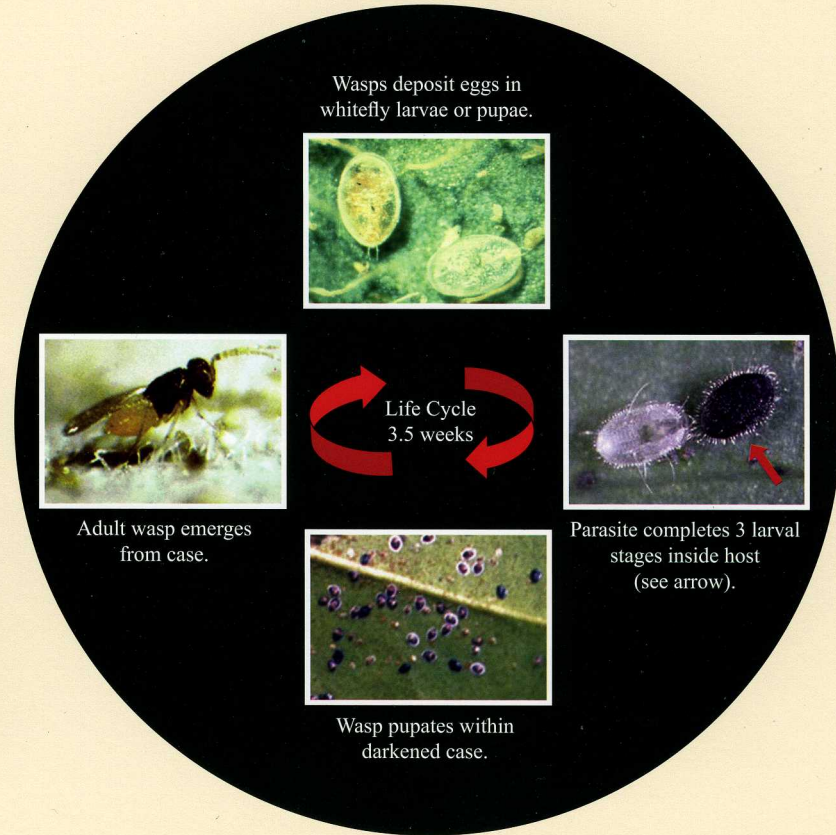 Wasps deposit eggs in
whitefly larvae or pupae.
Life Cycle
3.5 weeks
Adult wasp emerges
from case.
Parasite completes 3 larval
stages inside host
(see arrow).
Wasp pupates within
darkened case.